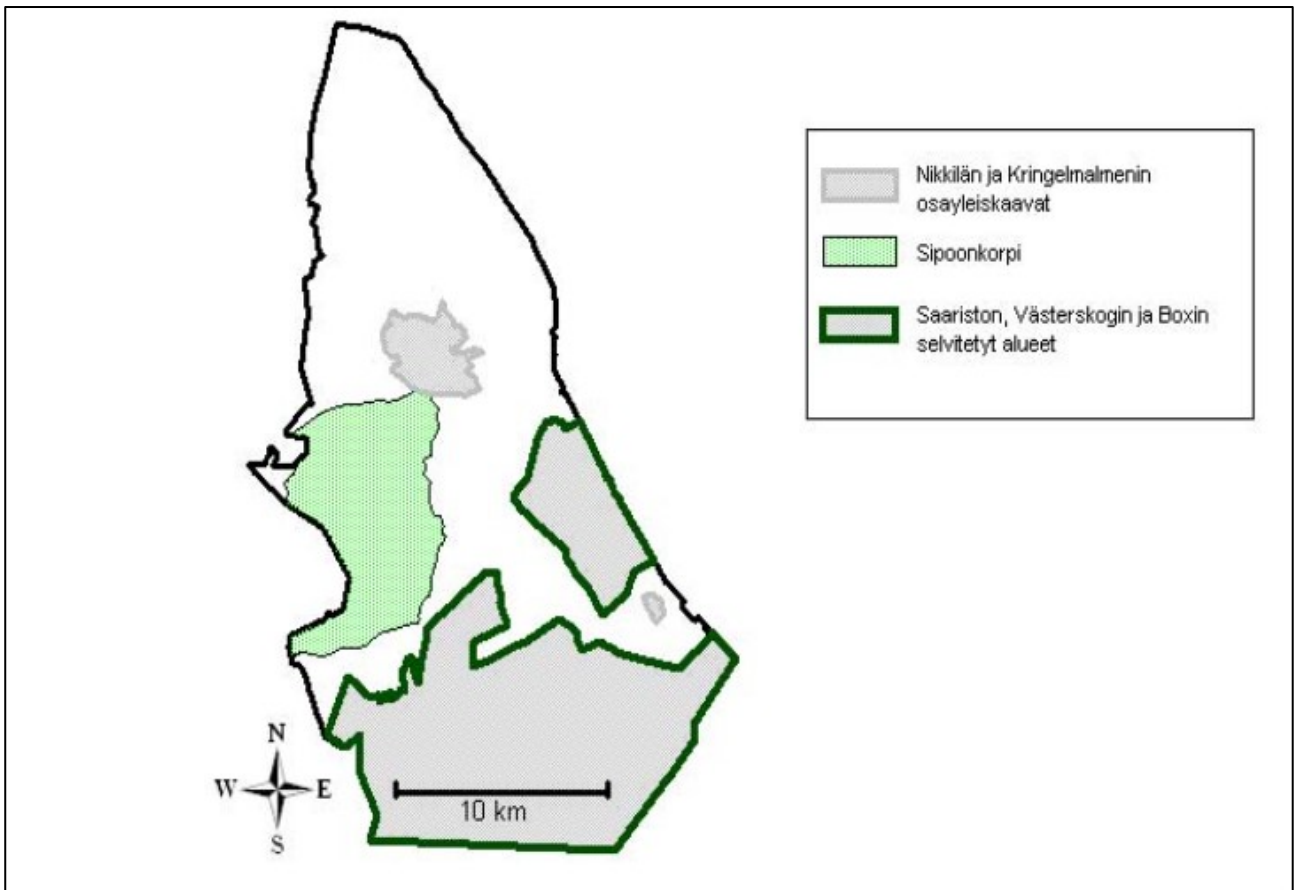 Nikkilän ja Kringelmalmenin
osayleiskaavat
Sipoonkorpi
Saariston, Västerskogin ja Boxin
selvitetyt alueet
N
W E
S
10 km